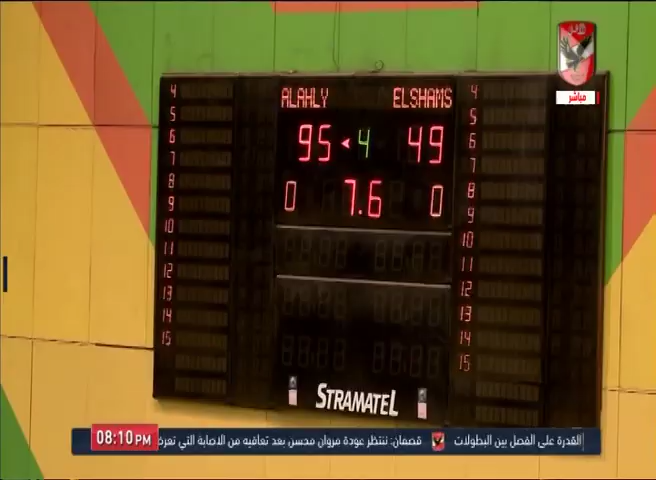 مباشر
ALAHLY ELSHAMS
95 4 49
0 7.6 0
4 4
5 5
6 6
7 7
8 8
9 9
10 10
11 11
12 12
13 13
14 14
15 15
STRAMATEL
08:10 PM القدرة على الفصل بين البطولات قفصان: ننتظر عودة مروان محسن بعد تعافيه من الاصابة التي تعرض